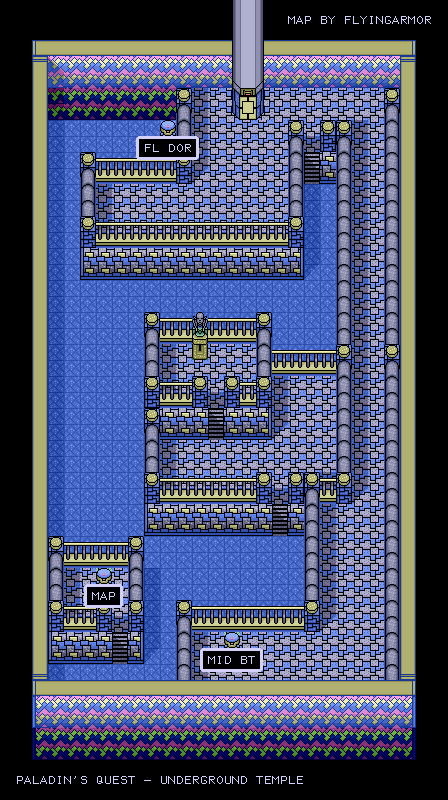 MAP BY FLYINGARMOR
FL DOR
MAP
MID BT
PALADIN'S QUEST – UNDERGROUND TEMPLE